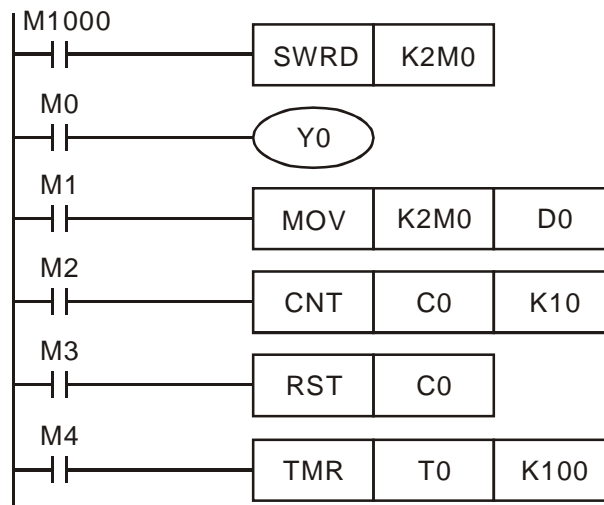 M1000
SWRD K2M0
M0
Y0
M1
MOV K2M0 D0
M2
CNT C0 K10
M3
RST C0
M4
TMR T0 K100